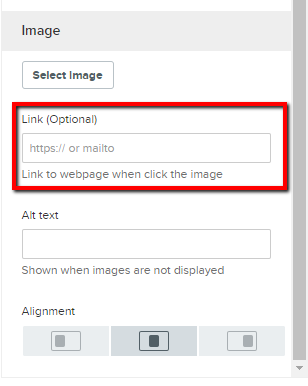 Image
Select Image
Link (Optional)
https:// or mailto
Link to webpage when click the image
Alt text
Shown when images are not displayed
Alignment